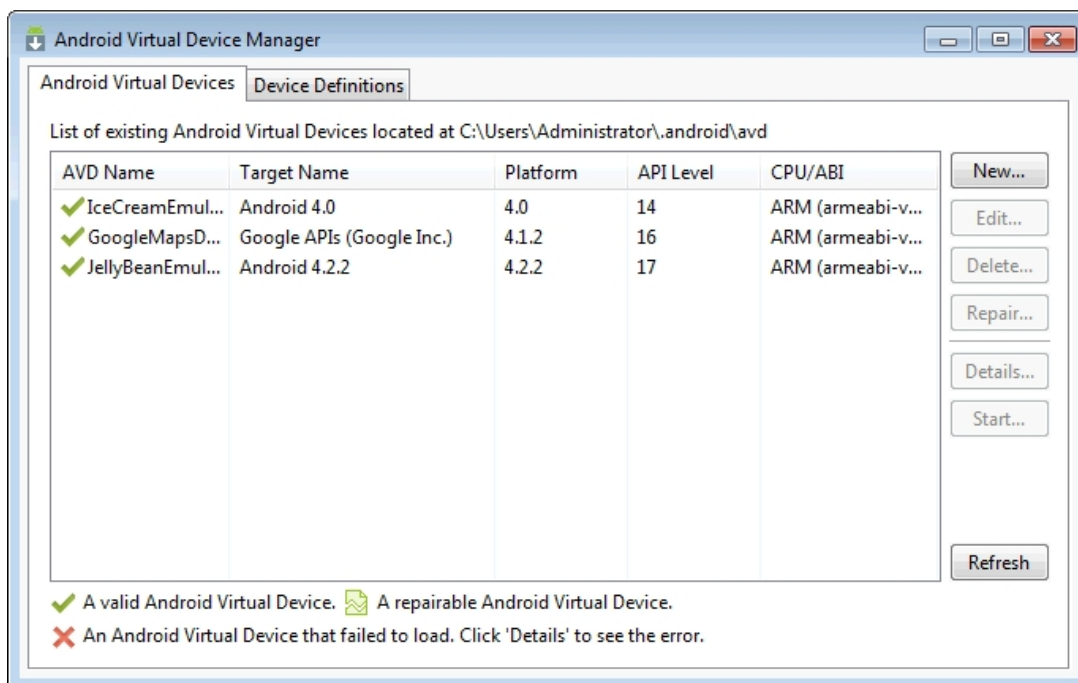 Android Virtual Device Manager
Android Virtual Devices Device Definitions
List of existing Android Virtual Devices located at C:\Users\Administrator\.android\avd
AVD Name Target Name Platform API Level CPU/ABI New...
IceCreamEmul... Android 4.0 4.0 14 ARM (armeabi-v...
Edit...
GoogleMapsD... Google APIs (Google Inc.) 4.1.2 16 ARM (armeabi-v...
JellyBeanEmul... Android 4.2.2 4.2.2 17 ARM (armeabi-v...
Delete...
Repair...
Details...
Start...
Refresh
A valid Android Virtual Device. A repairable Android Virtual Device.
An Android Virtual Device that failed to load. Click 'Details' to see the error.